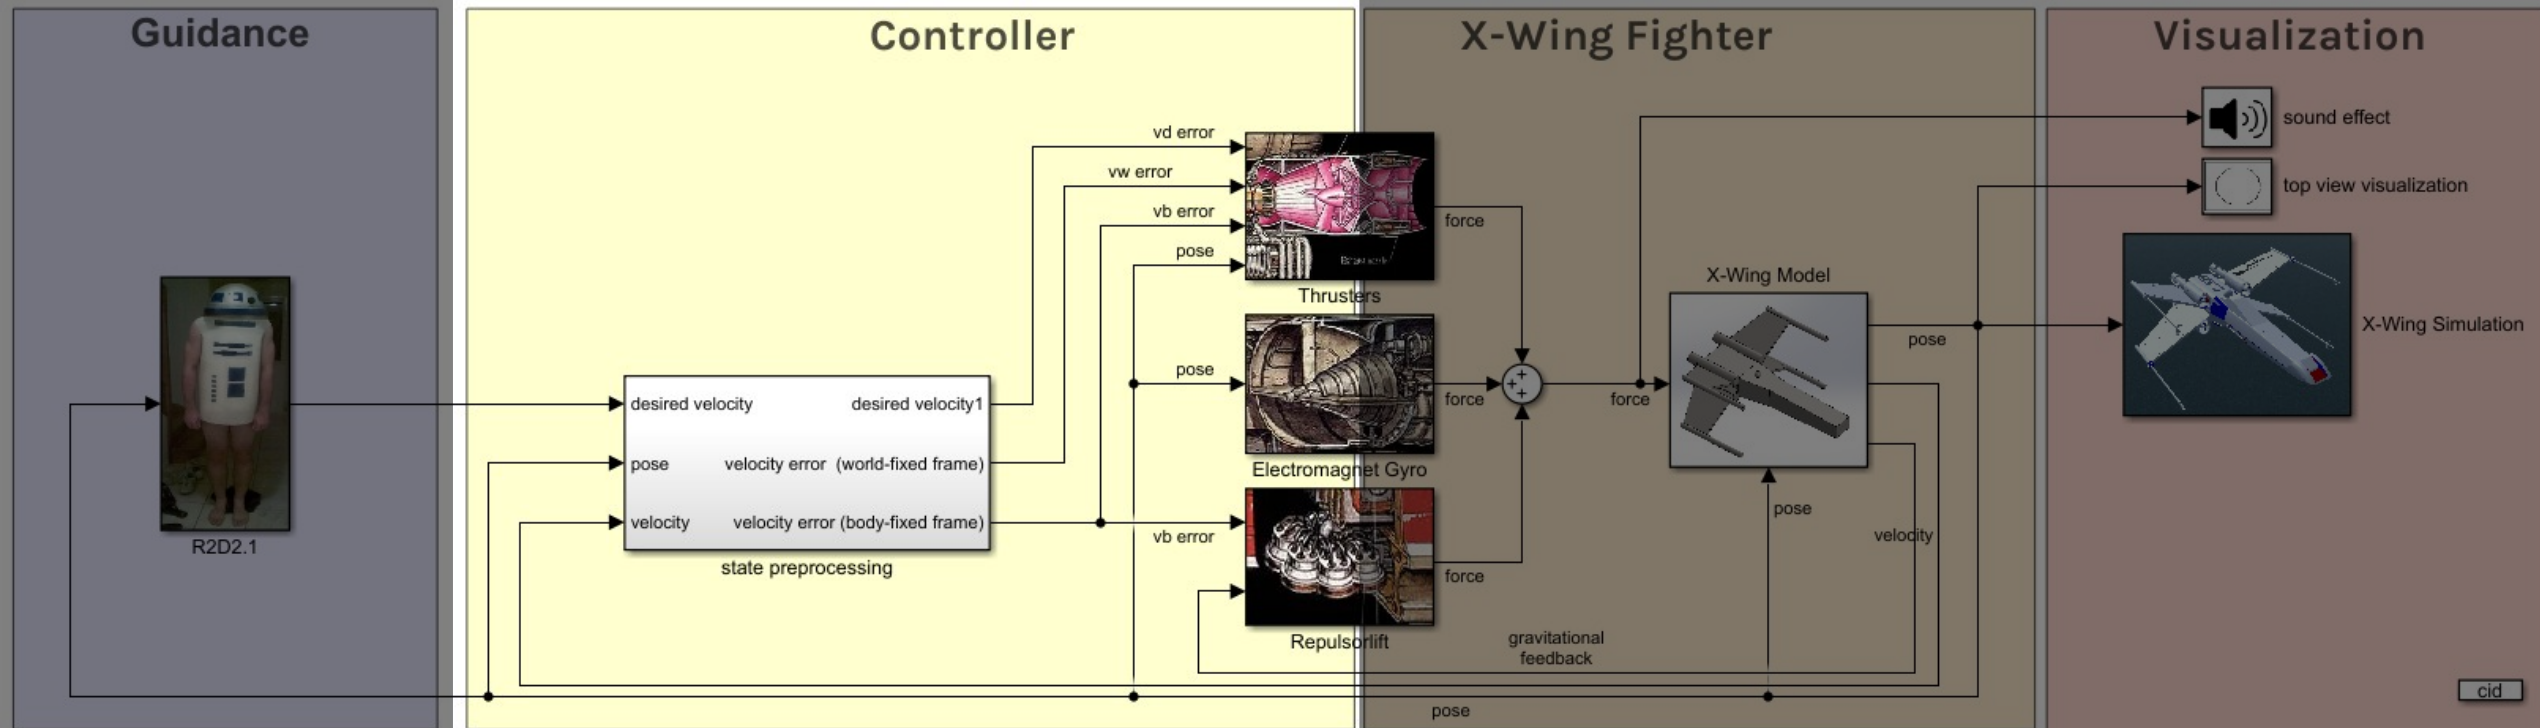 Guidance
Controller
X-Wing Fighter
Visualization
sound effect
top view visualization
X-Wing Simulation
vd error
vw error
vb error
pose
Thrusters
force
pose
Electromagnet Gyro
force
vb error
Repulsorlift
force
R2D2.1
desired velocity
pose
velocity
desired velocity1
velocity error (world-fixed frame)
velocity error (body-fixed frame)
state preprocessing
+
+
+
force
X-Wing Model
pose
pose
velocity
gravitational
feedback
pose
cid